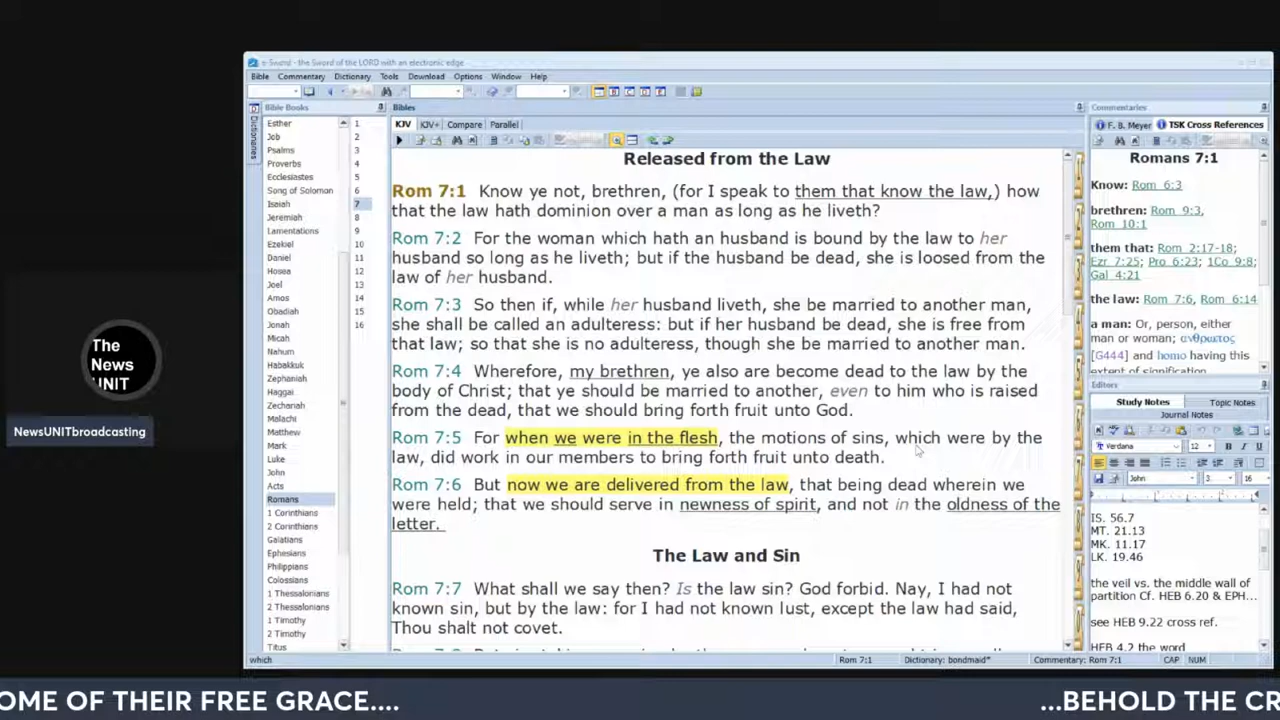 e-Sword - the Sword of the LORD with an electronic edge
Bible Commentary Dictionary Tools Download Options Window Help
Bible Books
Bibles
Commentaries
Dictionaries
Esther
Job
Psalms
Proverbs
Ecclesiastes
Song of Solomon
Isaiah
Jeremiah
Lamentations
Ezekiel
Daniel
Hosea
Joel
Amos
Obadiah
Jonah
Micah
Nahum
Habakkuk
Zephaniah
Haggai
Zechariah
Malachi
Matthew
Mark
Luke
John
Acts
Romans
1 Corinthians
2 Corinthians
Galatians
Ephesians
Philippians
Colossians
1 Thessalonians
2 Thessalonians
1 Timothy
2 Timothy
Titus
1
2
3
4
5
6
7
8
9
10
11
12
13
14
15
16
KJV KJV+ Compare Parallel
Released from the Law
Rom 7:1 Know ye not, brethren, (for I speak to them that know the law,) how
that the law hath dominion over a man as long as he liveth?
Rom 7:2 For the woman which hath an husband is bound by the law to her
husband so long as he liveth; but if the husband be dead, she is loosed from the
law of her husband.
Rom 7:3 So then if, while her husband liveth, she be married to another man,
she shall be called an adulteress: but if her husband be dead, she is free from
that law; so that she is no adulteress, though she be married to another man.
Rom 7:4 Wherefore, my brethren, ye also are become dead to the law by the
body of Christ; that ye should be married to another, even to him who is raised
from the dead, that we should bring forth fruit unto God.
Rom 7:5 For when we were in the flesh, the motions of sins, which were by the
law, did work in our members to bring forth fruit unto death.
Rom 7:6 But now we are delivered from the law, that being dead wherein we
were held; that we should serve in newness of spirit, and not in the oldness of the
letter.
The Law and Sin
Rom 7:7 What shall we say then? Is the law sin? God forbid. Nay, I had not
known sin, but by the law: for I had not known lust, except the law had said,
Thou shalt not covet.
F. B. Meyer TSK Cross References
Romans 7:1
Know: Rom_6:3
brethren: Rom_9:3,
Rom_10:1
them that: Rom_2:17-18;
Ezr_7:25; Pro_6:23; 1Co_9:8;
Gal_4:21
the law: Rom_7:6, Rom_6:14
a man: Or, person, either
man or woman; ανθρωτος
[G444] and homo having this
extent of signification
Editors
Study Notes Topic Notes
Journal Notes
Verdana 12 B I U
John 3 16
IS. 56.7
MT. 21.13
MK. 11.17
LK. 19.46
the veil vs. the middle wall of
partition Cf. HEB 6.20 & EPH...
see HEB 9.22 cross ref.
HEB 4.2 the word
which Rom 7:1 Dictionary: bondmaid* Commentary: Rom 7:1 CAP NUM
The
News
UNIT
NewsUNITbroadcasting
OME OF THEIR FREE GRACE.... ...BEHOLD THE CR